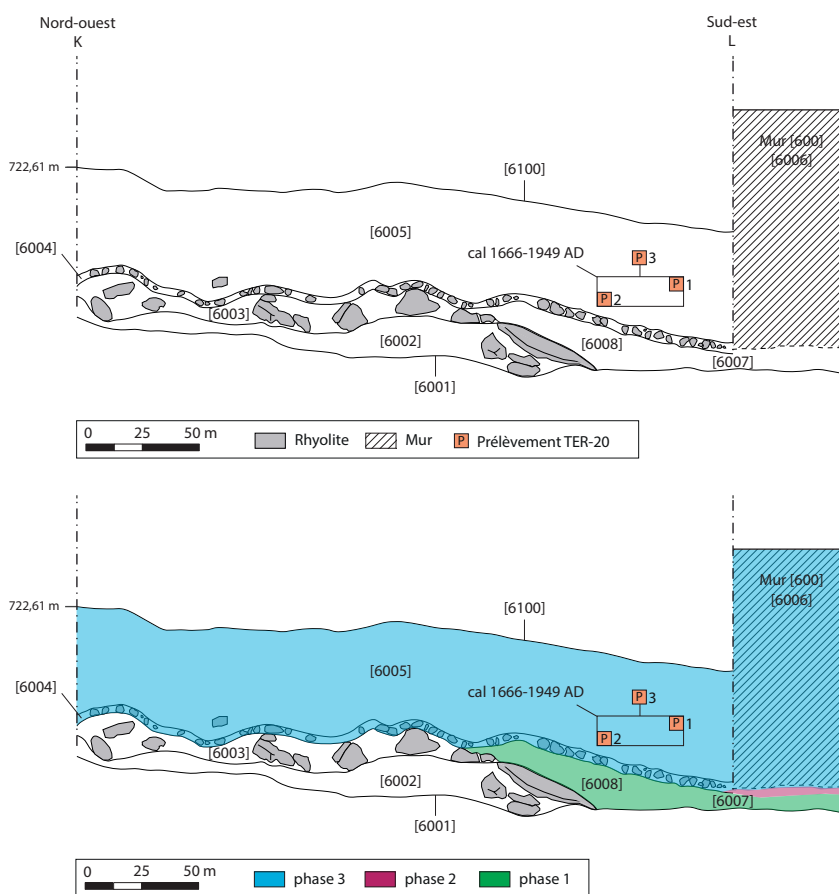 Nord-ouest
K
Sud-est
L
722,61 m
Mur [600]
[6006]
[6100]
[6004]
[6005]
cal 1666-1949 AD
P 3
P 1
P 2
[6003]
[6002]
[6008]
[6007]
[6001]
0 25 50 m
Rhyolite
Mur
P Prélèvement TER-20
722,61 m
Mur [600]
[6006]
[6100]
[6004]
[6005]
cal 1666-1949 AD
P 3
P 1
P 2
[6003]
[6002]
[6008]
[6007]
[6001]
0 25 50 m
phase 3
phase 2
phase 1